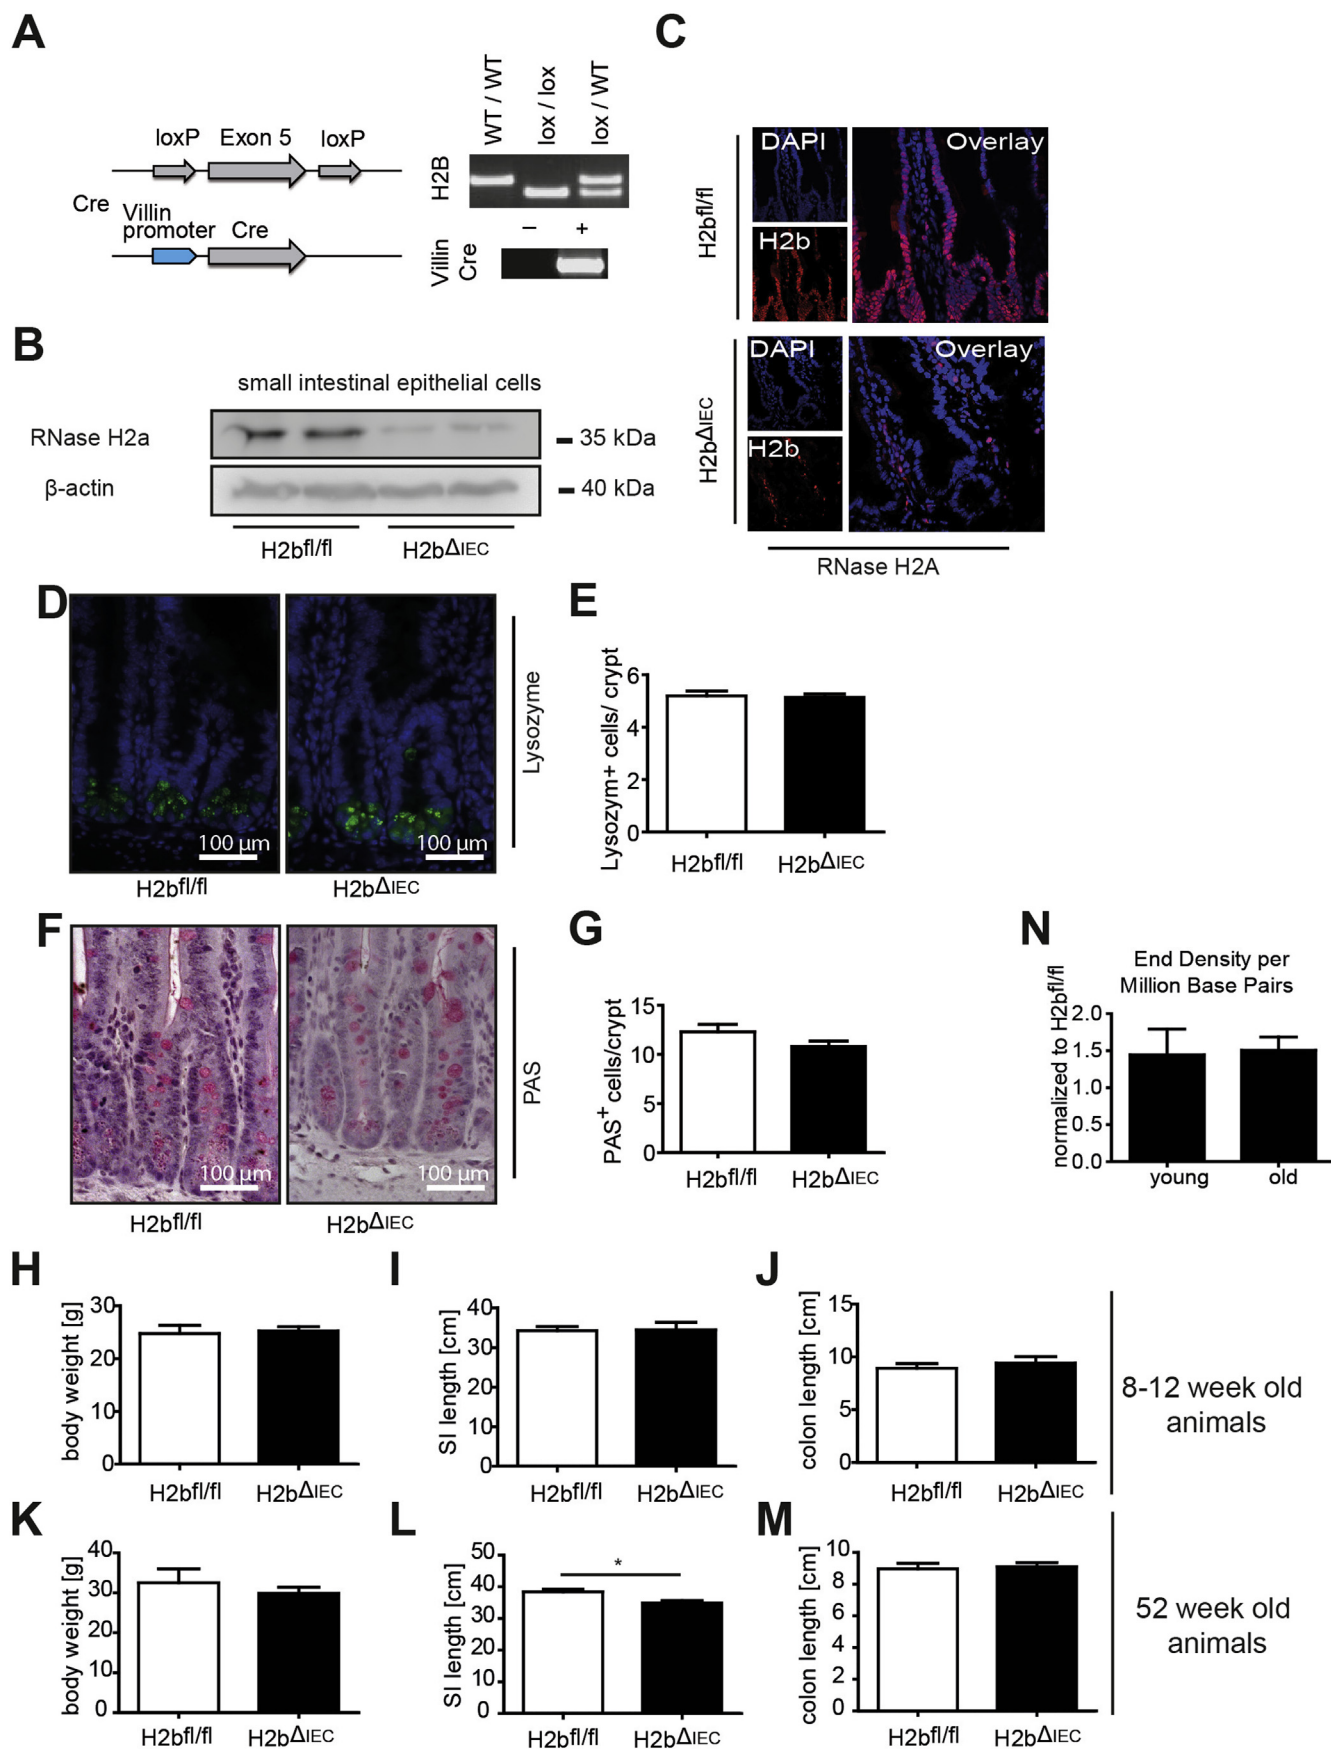 A
loxP Exon 5 loxP
Cre
Villin
promoter Cre
WT / WT
lox / lox
lox / WT
H2B
– +
Villin
Cre
B
small intestinal epithelial cells
RNase H2a
35 kDa
β-actin
40 kDa
H2bfl/fl H2bΔIEC
C
H2bfl/fl
DAPI Overlay
H2b
H2bΔIEC
DAPI Overlay
H2b
RNase H2A
D
100 µm 100 µm
H2bfl/fl H2bΔIEC
Lysozyme
E
Lysozym+ cells/ crypt
6
4
2
0
H2bfl/fl H2bΔIEC
F
100 µm 100 µm
H2bfl/fl H2bΔIEC
PAS
G
PAS+ cells/crypt
15
10
5
0
H2bfl/fl H2bΔIEC
N
End Density per
Million Base Pairs
normalized to H2bfl/fl
2.0
1.5
1.0
0.5
0.0
young old
H
body weight [g]
30
20
10
0
H2bfl/fl H2bΔIEC
I
SI length [cm]
40
30
20
10
0
H2bfl/fl H2bΔIEC
J
colon length [cm]
15
10
5
0
H2bfl/fl H2bΔIEC
8-12 week old
animals
K
body weight [g]
40
30
20
10
0
H2bfl/fl H2bΔIEC
L
SI length [cm]
50
40
30
20
10
0
*
H2bfl/fl H2bΔIEC
M
colon length [cm]
10
8
6
4
2
0
H2bfl/fl H2bΔIEC
52 week old
animals